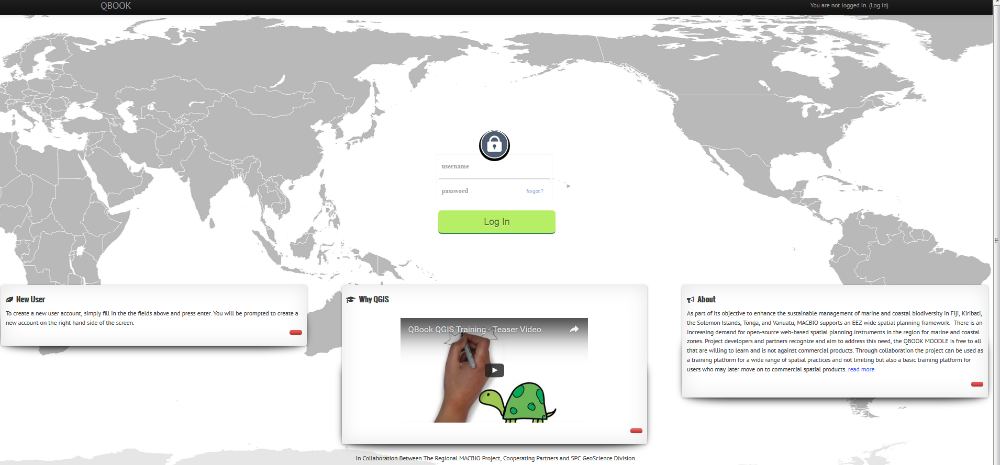 QBOOK
You are not logged in. (Log in)
username
password
forgot ?
Log In
New User
To create a new user account, simply fill in the the fields above and press enter. You will be prompted to create a
new account on the right hand side of the screen.
Why QGIS
QBook QGIS Training - Teaser Video
About
As part of its objective to enhance the sustainable management of marine and coastal biodiversity in Fiji, Kiribati,
the Solomon Islands, Tonga, and Vanuatu, MACBIO supports an EEZ-wide spatial planning framework.  There is an
increasing demand for open-source web-based spatial planning instruments in the region for marine and coastal
zones. Project developers and partners recognize and aim to address this need, the QBOOK MOODLE is free to all
that are willing to learn and is not against commercial products. Through collaboration the project can be used as
a training platform for a wide range of spatial practices and not limiting but also a basic training platform for
users who may later move on to commercial spatial products. read more
In Collaboration Between The Regional MACBIO Project, Cooperating Partners and SPC GeoScience Division